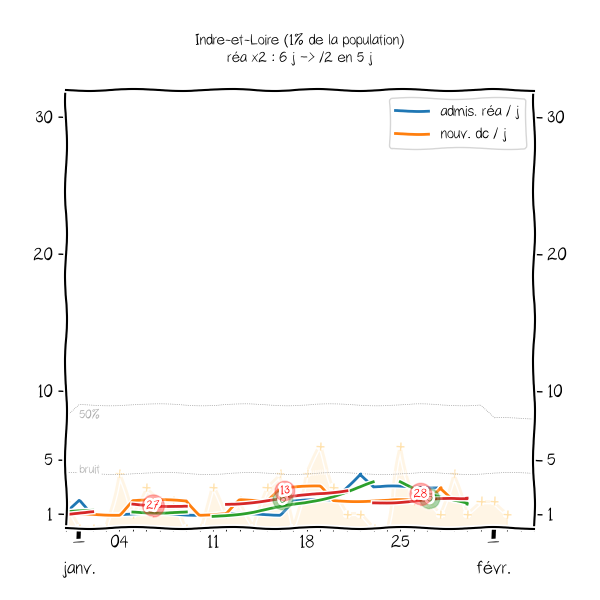 Indre-et-Loire (1% de la population)
réa x2 : 6 j -> /2 en 5 j
admis. réa / j
nouv. dc / j
30
30
20
20
10
10
50%
5
bruit
5
1
27
13
28
1
1
04
11
18
25
1
janv.
févr.